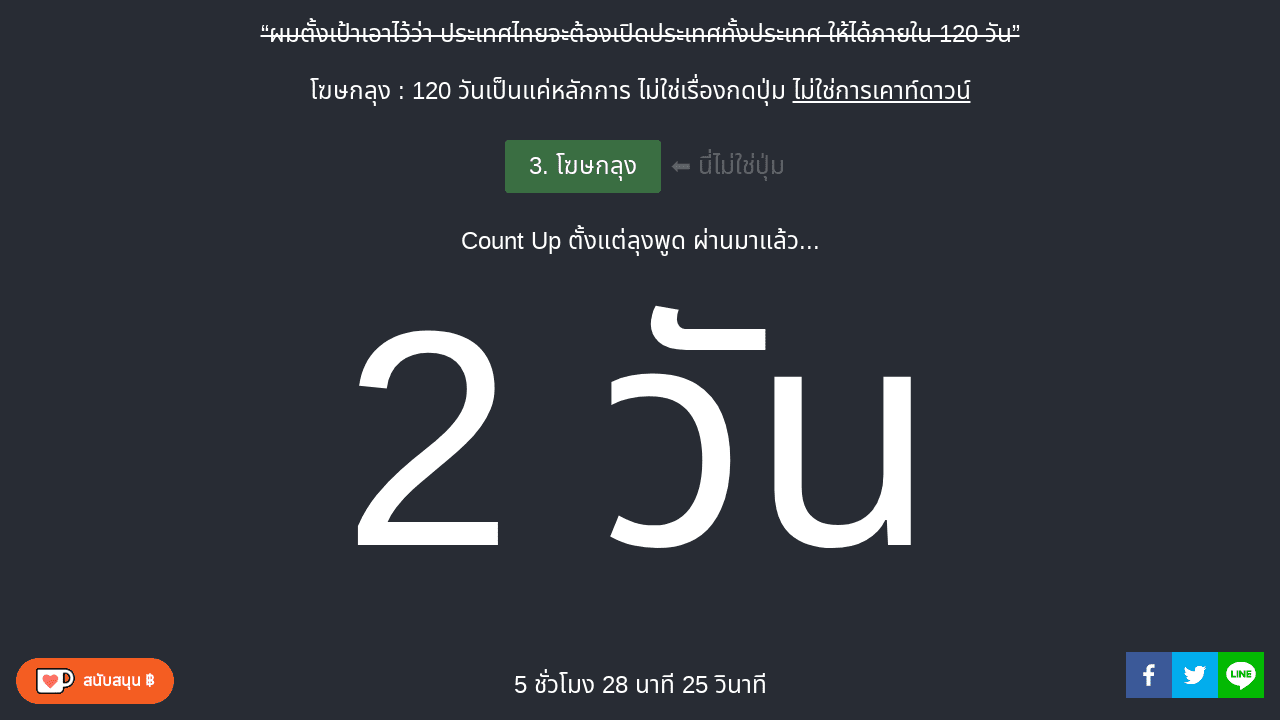 “ผมตั้งเป้าเอาไว้ว่า ประเทศไทยจะต้องเปิดประเทศทั้งประเทศ ให้ได้ภายใน 120 วัน”
โฆษกลุง : 120 วันเป็นแค่หลักการ ไม่ใช่เรื่องกดปุ่ม ไม่ใช่การเคาท์ดาวน์
3. โฆษกลุง ⬅ นี่ไม่ใช่ปุ่ม
Count Up ตั้งแต่ลุงพูด ผ่านมาแล้ว...
2 วัน
5 ชั่วโมง 28 นาที 25 วินาที
สนับสนุน ฿
LINE